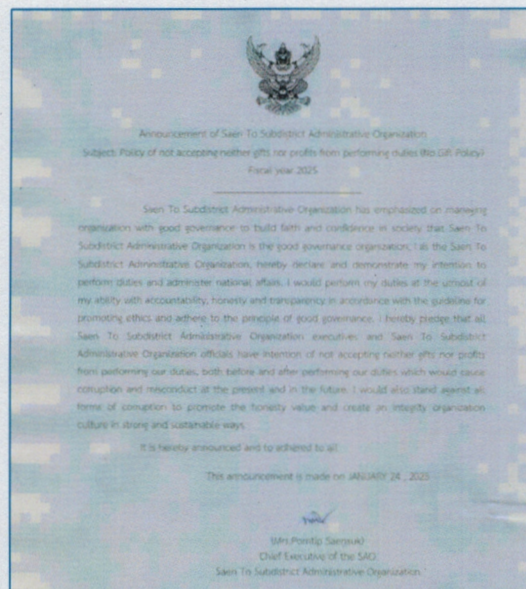 Announcement of Saen To Subdistrict Administrative Organization
Subject: Policy of not accepting neither gifts nor profits from performing duties (No Gift Policy)
Fiscal year 2025
Saen To Subdistrict Administrative Organization has emphasized on managing
organization with good governance to build faith and confidence in society that Saen To
Subdistrict Administrative Organization is the good governance organization, I as the Saen To
Subdistrict Administrative Organization, hereby declare and demonstrate my intention to
perform duties and administer national affairs. I would perform my duties at the utmost of
my ability with accountability, honesty and transparency in accordance with the guideline for
promoting ethics and adhere to the principle of good governance. I hereby pledge that all
Saen To Subdistrict Administrative Organization executives and Saen To Subdistrict
Administrative Organization officials have intention of not accepting neither gifts nor profits
from performing our duties, both before and after performing our duties which would cause
corruption and misconduct at the present and in the future. I would also stand against all
forms of corruption to promote the honesty value and create an integrity organization
culture in strong and sustainable ways.
It is hereby announced and to adhered to all.
This announcement is made on JANUARY 24 , 2025
Chief Executive of the SAO
Saen To Subdistrict Administrative Organization